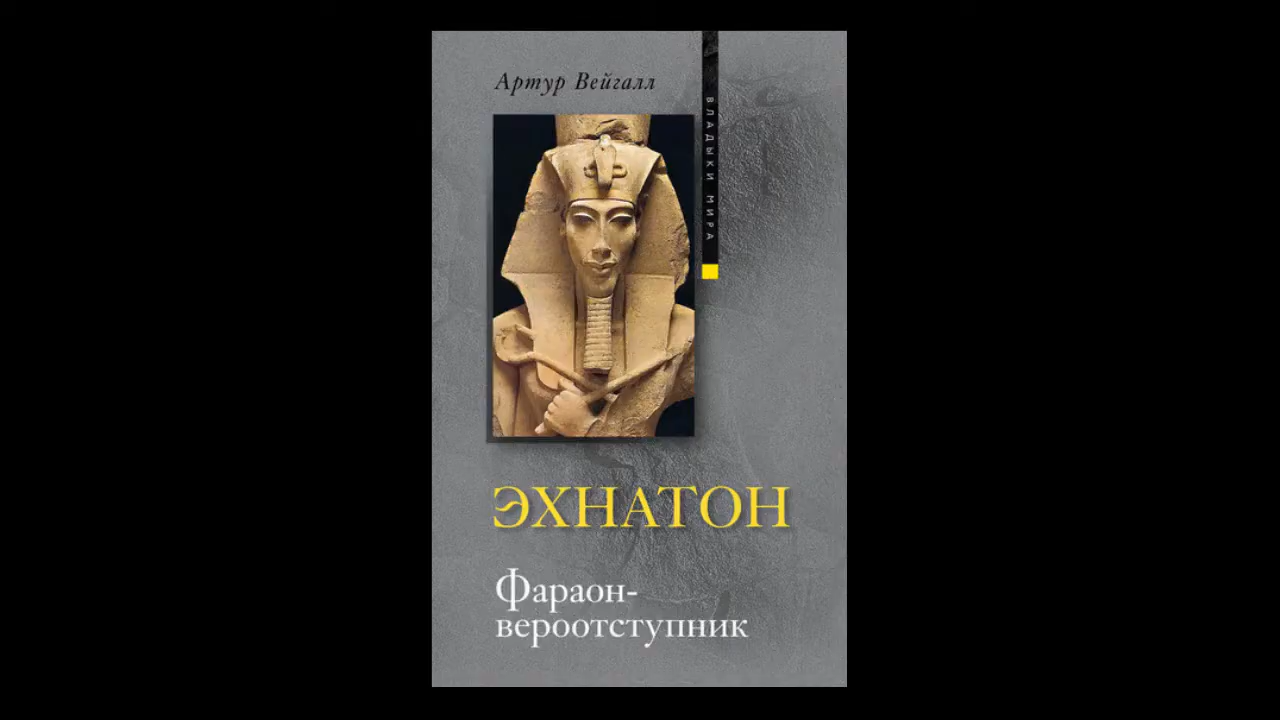 Артур Вейгалл
ВЛАДЫКИ МИРА
ЭХНАТОН
Фараон-
вероотступник